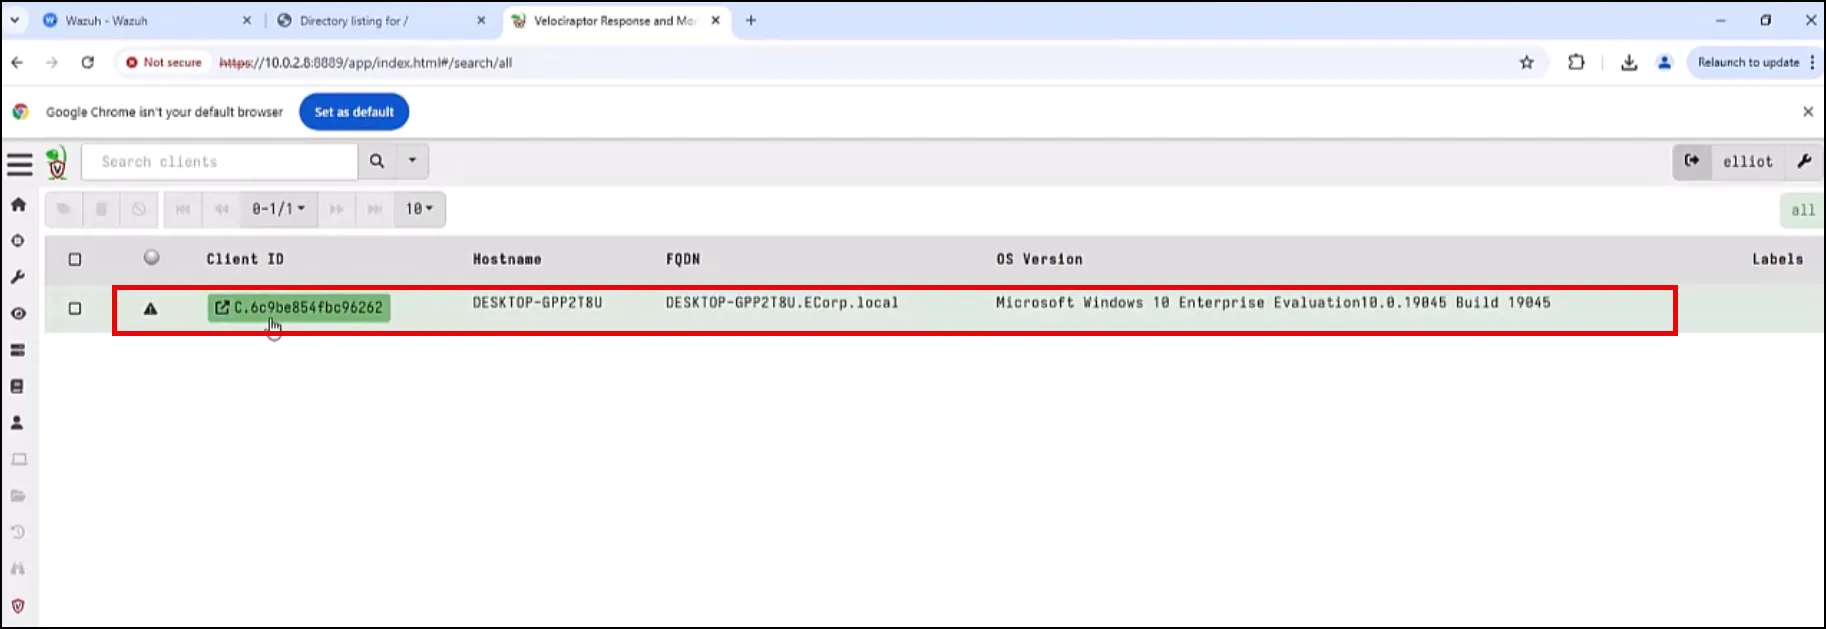 Wazuh - Wazuh
Directory listing for /
Velociraptor Response and Mo
Not secure https://10.0.2.8:8889/app/index.html#/search/all
Relaunch to update
Google Chrome isn't your default browser
Set as default
Search clients
elliot
0-1/1
10
all
Client ID Hostname FQDN OS Version Labels
C.6c9be854fbc96262 DESKTOP-GPP2T8U DESKTOP-GPP2T8U.ECorp.local Microsoft Windows 10 Enterprise Evaluation10.0.19045 Build 19045